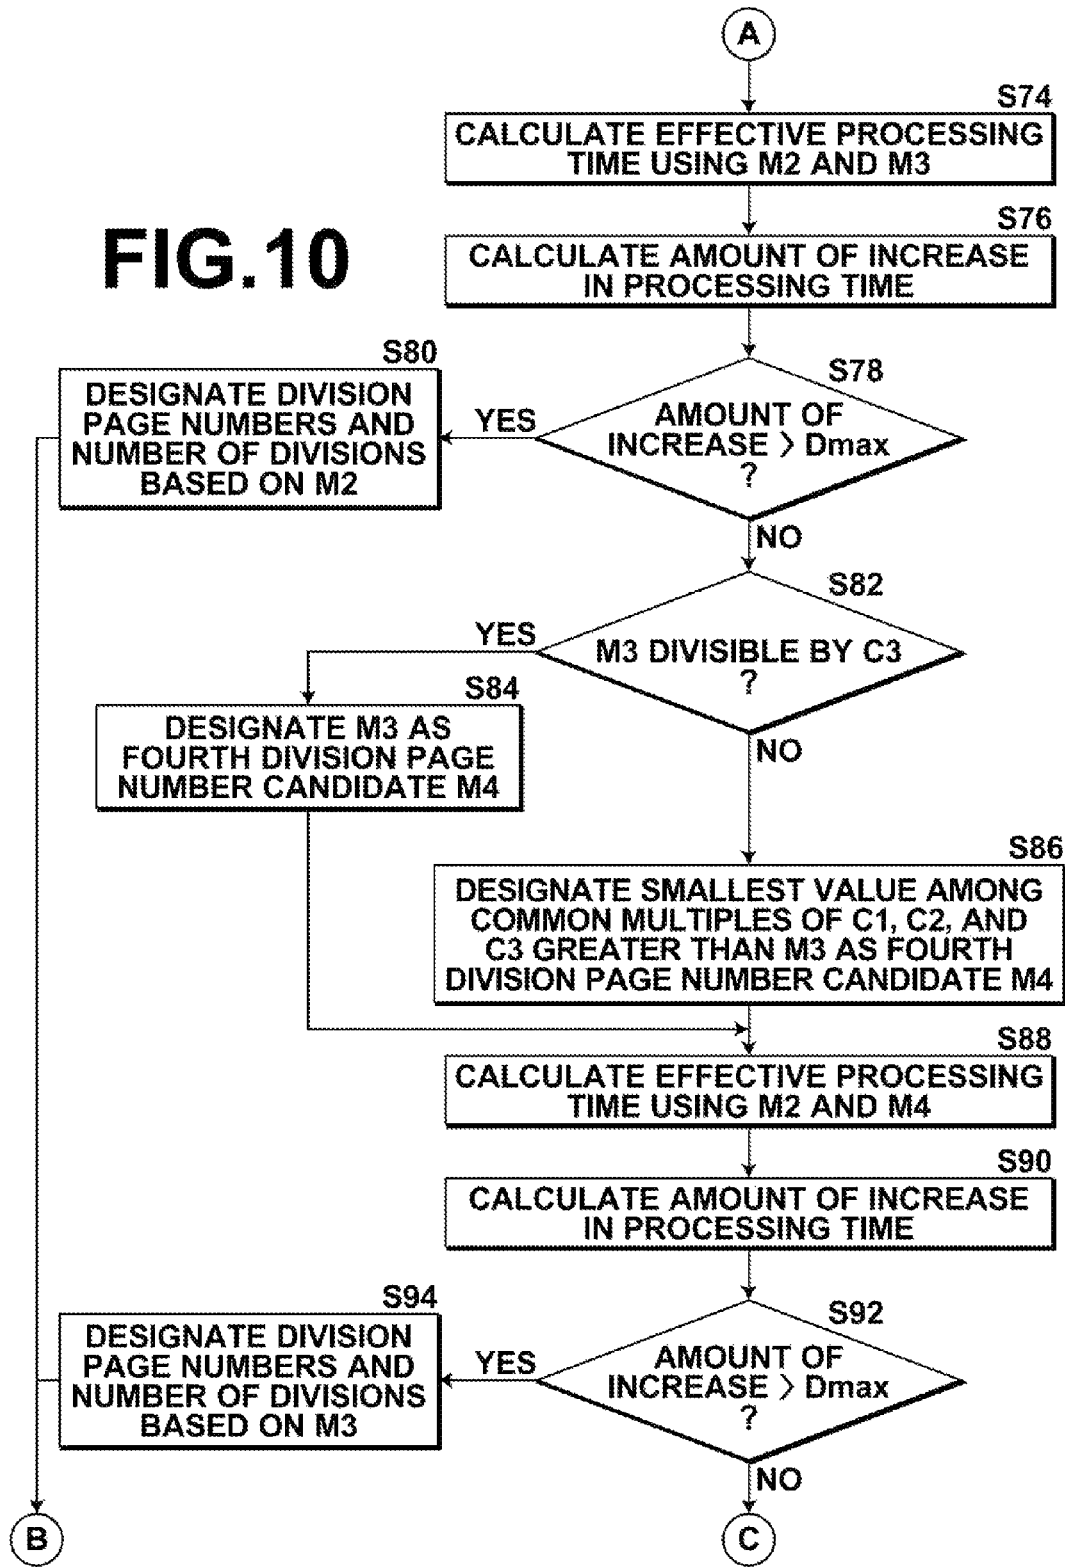 A
S74
CALCULATE EFFECTIVE PROCESSING
TIME USING M2 AND M3
FIG.10
S76
CALCULATE AMOUNT OF INCREASE
IN PROCESSING TIME
S80
DESIGNATE DIVISION
PAGE NUMBERS AND
NUMBER OF DIVISIONS
BASED ON M2
YES
S78
AMOUNT OF
INCREASE > Dmax
?
NO
S82
YES
M3 DIVISIBLE BY C3
?
S84
DESIGNATE M3 AS
FOURTH DIVISION PAGE
NUMBER CANDIDATE M4
NO
S86
DESIGNATE SMALLEST VALUE AMONG
COMMON MULTIPLES OF C1, C2, AND
C3 GREATER THAN M3 AS FOURTH
DIVISION PAGE NUMBER CANDIDATE M4
S88
CALCULATE EFFECTIVE PROCESSING
TIME USING M2 AND M4
S90
CALCULATE AMOUNT OF INCREASE
IN PROCESSING TIME
S94
DESIGNATE DIVISION
PAGE NUMBERS AND
NUMBER OF DIVISIONS
BASED ON M3
YES
S92
AMOUNT OF
INCREASE > Dmax
?
NO
B
C